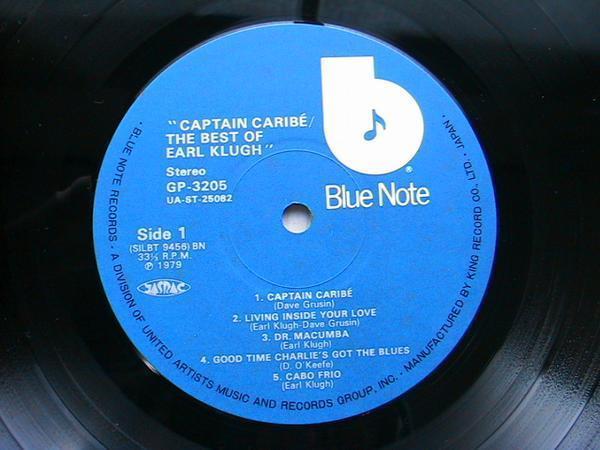 "CAPTAIN CARIBÉ/
THE BEST OF
EARL KLUGH"
Stereo
GP-3205
UA-ST-25082
b
®
Blue Note
Side 1
(SILBT 9456) BN
33⅓ R.P.M.
℗ 1979
JASRAC
1. CAPTAIN CARIBÉ
(Dave Grusin)
2. LIVING INSIDE YOUR LOVE
(Earl Klugh-Dave Grusin)
3. DR. MACUMBA
(Earl Klugh)
4. GOOD TIME CHARLIE'S GOT THE BLUES
(D. O'Keefe)
5. CABO FRIO
(Earl Klugh)
· BLUE NOTE RECORDS · A DIVISION OF UNITED ARTISTS MUSIC AND RECORDS GROUP, INC. · MANUFACTURED BY KING RECORD CO., LTD. JAPAN ·